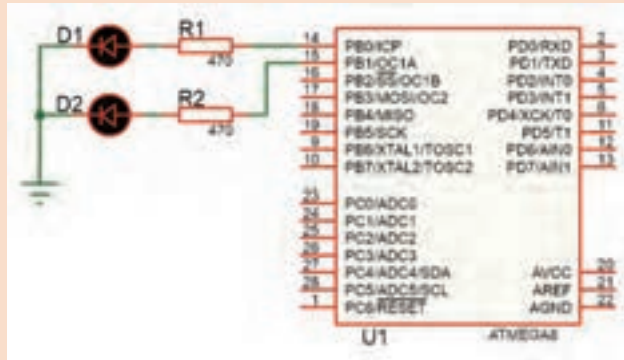 D1
R1
470
D2
R2
470
14 PB0/ICP
15 PB1/OC1A
16 PB2/SS/OC1B
17 PB3/MOSI/OC2
18 PB4/MISO
19 PB5/SCK
9 PB6/XTAL1/TOSC1
10 PB7/XTAL2/TOSC2
23 PC0/ADC0
24 PC1/ADC1
25 PC2/ADC2
26 PC3/ADC3
27 PC4/ADC4/SDA
28 PC5/ADC5/SCL
1 PC6/RESET
PD0/RXD 2
PD1/TXD 3
PD2/INT0 4
PD3/INT1 5
PD4/XCK/T0 6
PD5/T1 11
PD6/AIN0 12
PD7/AIN1 13
AVCC 20
AREF 21
AGND 22
U1
ATMEGA8